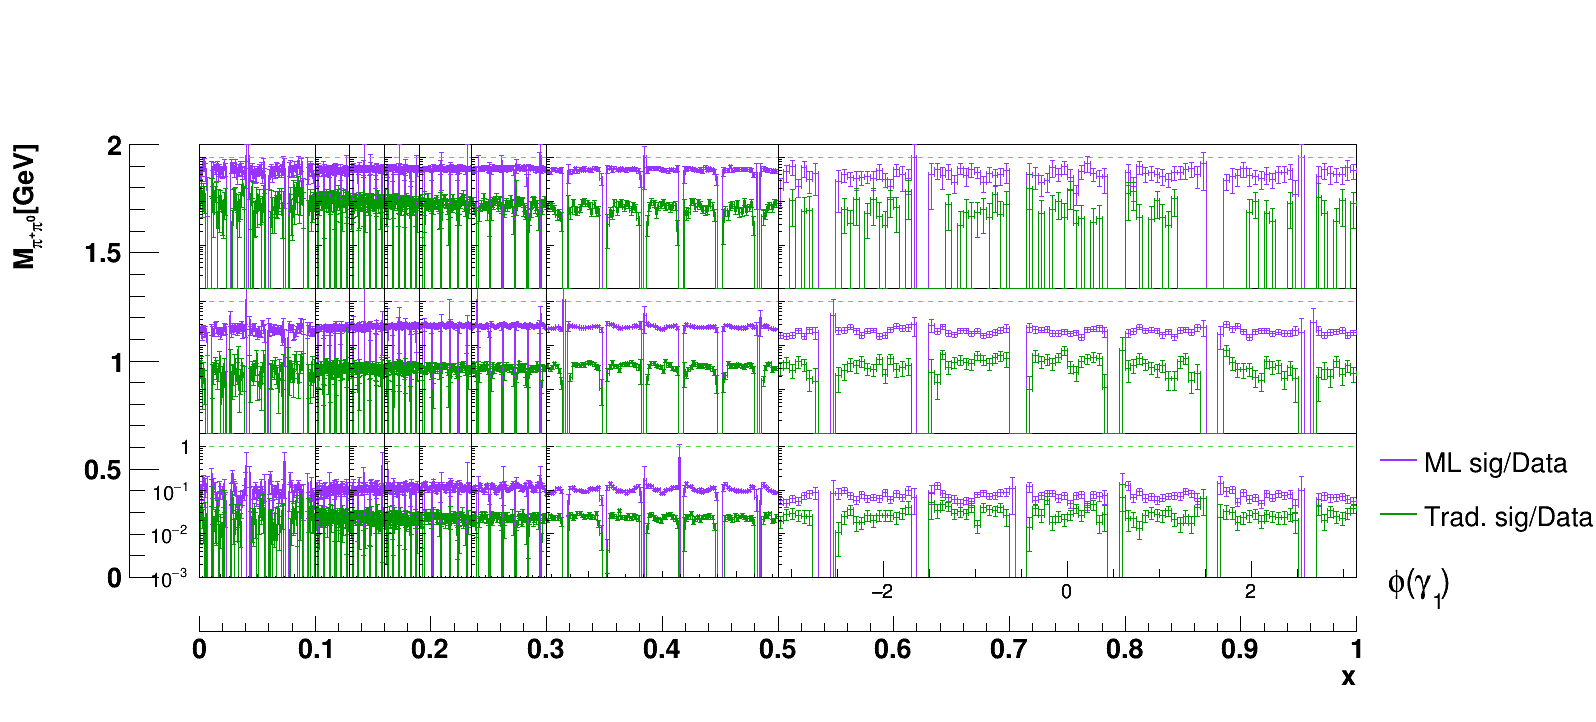 M π⁺π⁰ [GeV]
2
1.5
1
0.5
0
1
10⁻¹
10⁻²
10⁻³
−2 0 2
φ(γ₁)
0 0.1 0.2 0.3 0.4 0.5 0.6 0.7 0.8 0.9 1
x
ML sig/Data
Trad. sig/Data